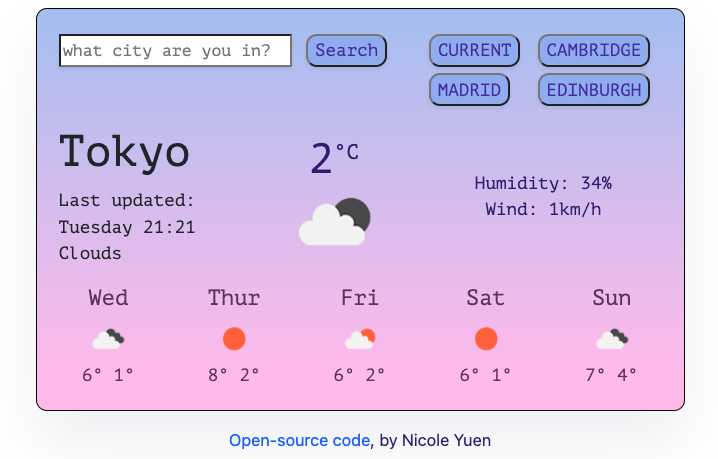 what city are you in? Search CURRENT CAMBRIDGE
MADRID EDINBURGH
Tokyo 2°C
Last updated:
Tuesday 21:21
Clouds
Humidity: 34%
Wind: 1km/h
Wed Thur Fri Sat Sun
6° 1° 8° 2° 6° 2° 6° 1° 7° 4°
Open-source code, by Nicole Yuen